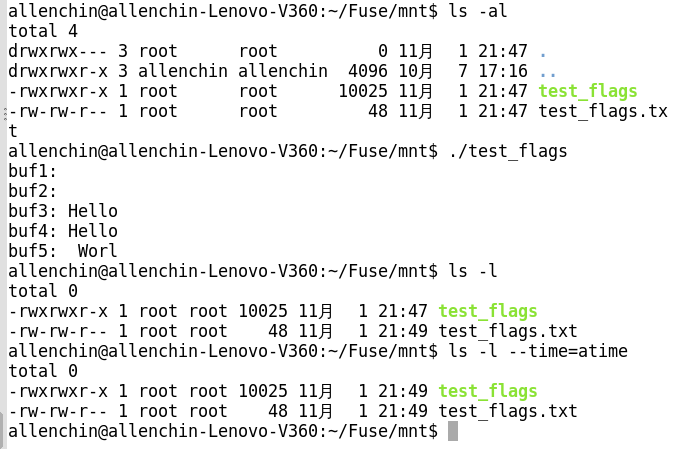 allenchin@allenchin-Lenovo-V360:~/Fuse/mnt$ ls -al
total 4
drwxrwx--- 3 root      root          0 11月  1 21:47 .
drwxrwxr-x 3 allenchin allenchin  4096 10月  7 17:16 ..
-rwxrwxr-x 1 root      root      10025 11月  1 21:47 test_flags
-rw-rw-r-- 1 root      root         48 11月  1 21:47 test_flags.tx
t
allenchin@allenchin-Lenovo-V360:~/Fuse/mnt$ ./test_flags
buf1:
buf2:
buf3: Hello
buf4: Hello
buf5:  Worl
allenchin@allenchin-Lenovo-V360:~/Fuse/mnt$ ls -l
total 0
-rwxrwxr-x 1 root root 10025 11月  1 21:47 test_flags
-rw-rw-r-- 1 root root    48 11月  1 21:49 test_flags.txt
allenchin@allenchin-Lenovo-V360:~/Fuse/mnt$ ls -l --time=atime
total 0
-rwxrwxr-x 1 root root 10025 11月  1 21:49 test_flags
-rw-rw-r-- 1 root root    48 11月  1 21:49 test_flags.txt
allenchin@allenchin-Lenovo-V360:~/Fuse/mnt$